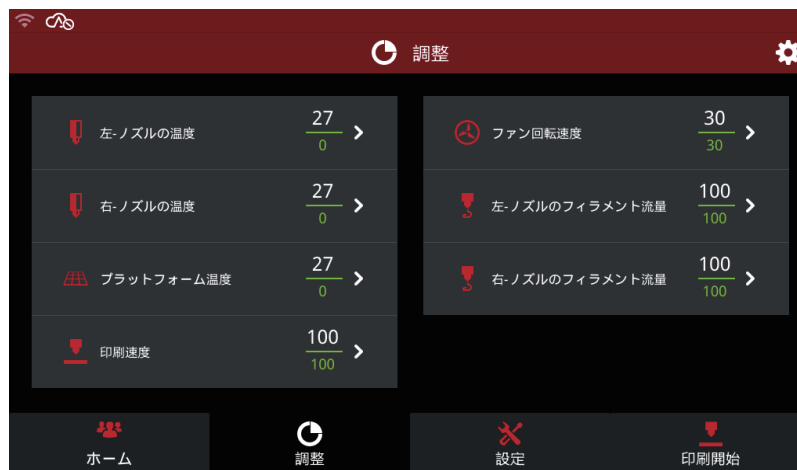 調整
左-ノズルの温度
27
0
右-ノズルの温度
27
0
プラットフォーム温度
27
0
印刷速度
100
100
ファン回転速度
30
30
左-ノズルのフィラメント流量
100
100
右-ノズルのフィラメント流量
100
100
ホーム
調整
設定
印刷開始